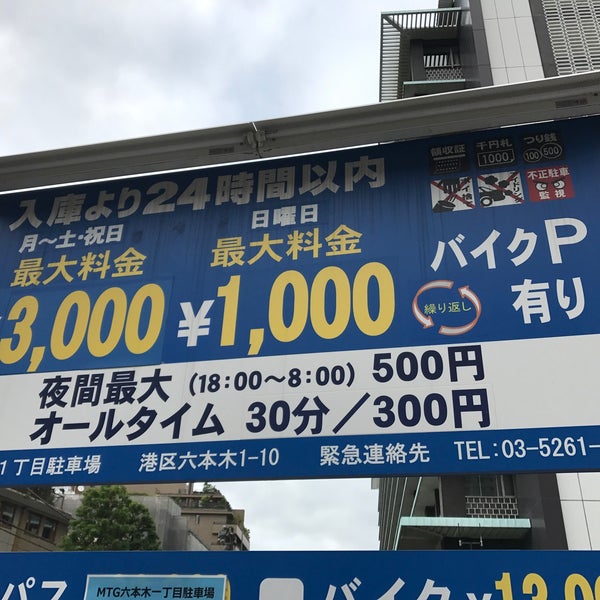 入庫より24時間以内
領収証 千円札 つり銭
1000 100 500
不正駐車
監視
月〜土・祝日
最大料金
3,000
日曜日
最大料金
¥1,000
繰り返し
バイクP
有り
夜間最大 (18:00〜8:00) 500円
オールタイム 30分/300円
1丁目駐車場 港区六本木1-10 緊急連絡先 TEL:03-5261-
パス
MTG六本木一丁目駐車場
バイク ¥13,0